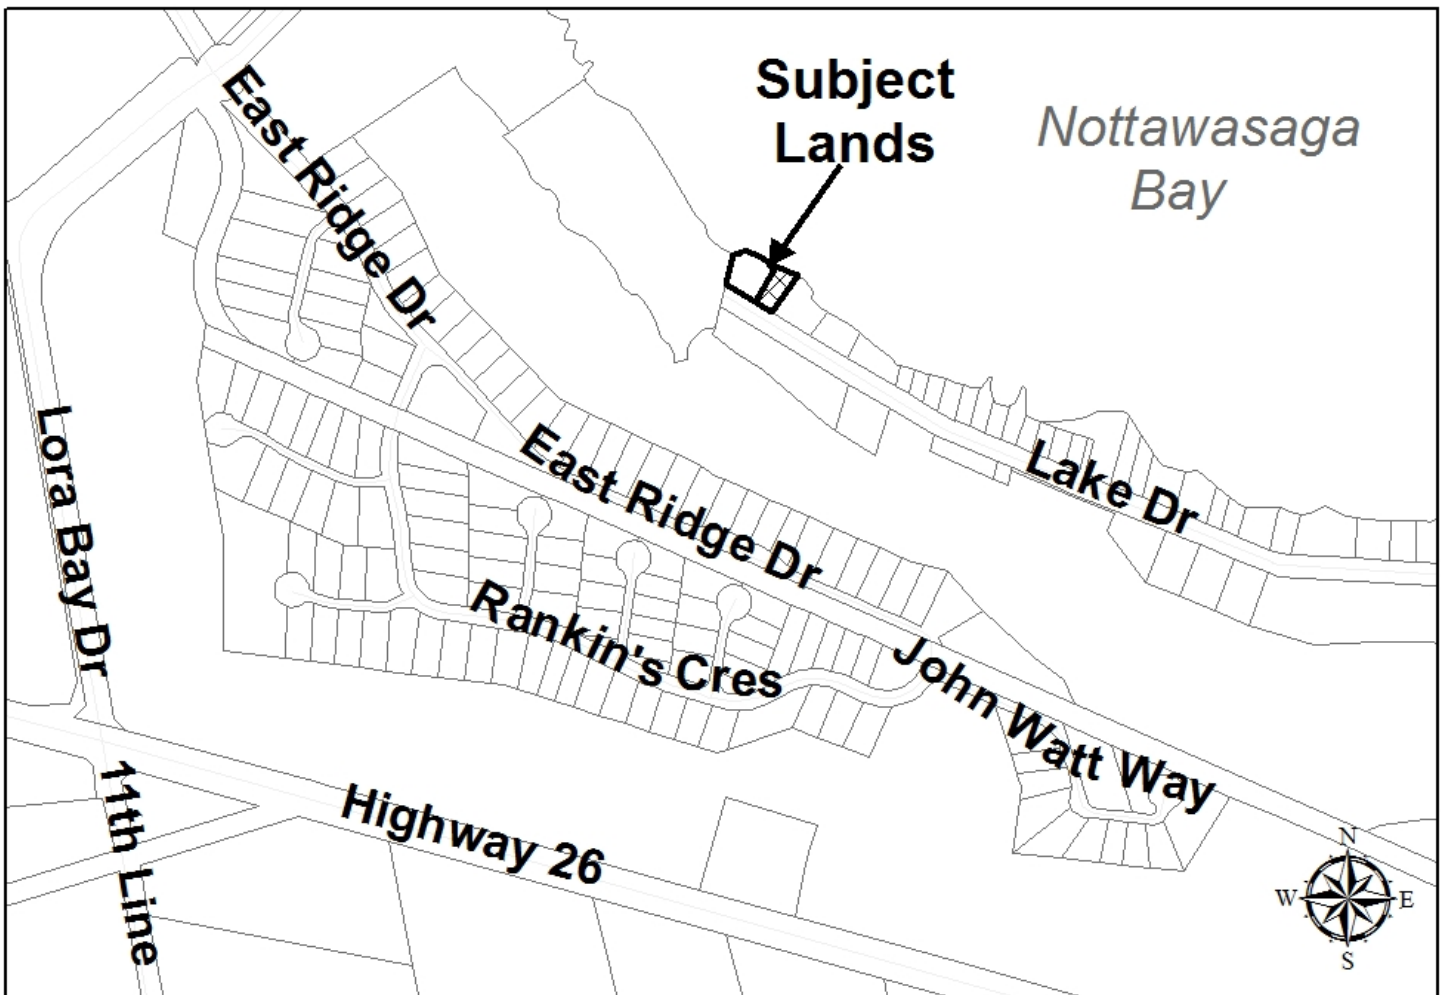 East Ridge Dr
Subject
Lands
Nottawasaga
Bay
Lora Bay Dr
East Ridge Dr
Lake Dr
Rankin's Cres
John Watt Way
11th Line
Highway 26
N
W
E
S